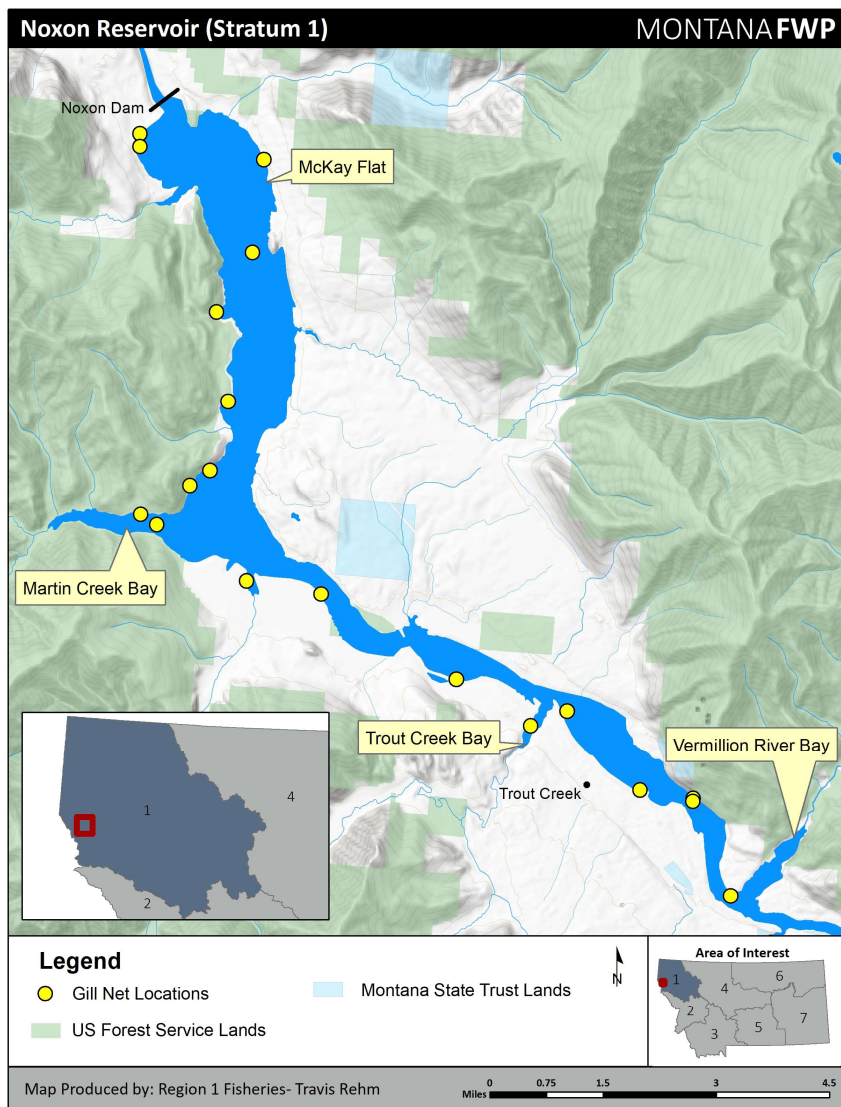 Noxon Reservoir (Stratum 1)
MONTANAFWP
Noxon Dam
McKay Flat
Martin Creek Bay
Trout Creek Bay
Vermillion River Bay
Trout Creek
1
4
2
Legend
Gill Net Locations
Montana State Trust Lands
US Forest Service Lands
N
Area of Interest
1
4
6
2
3
5
7
Map Produced by: Region 1 Fisheries- Travis Rehm
0 0.75 1.5 3 4.5
Miles